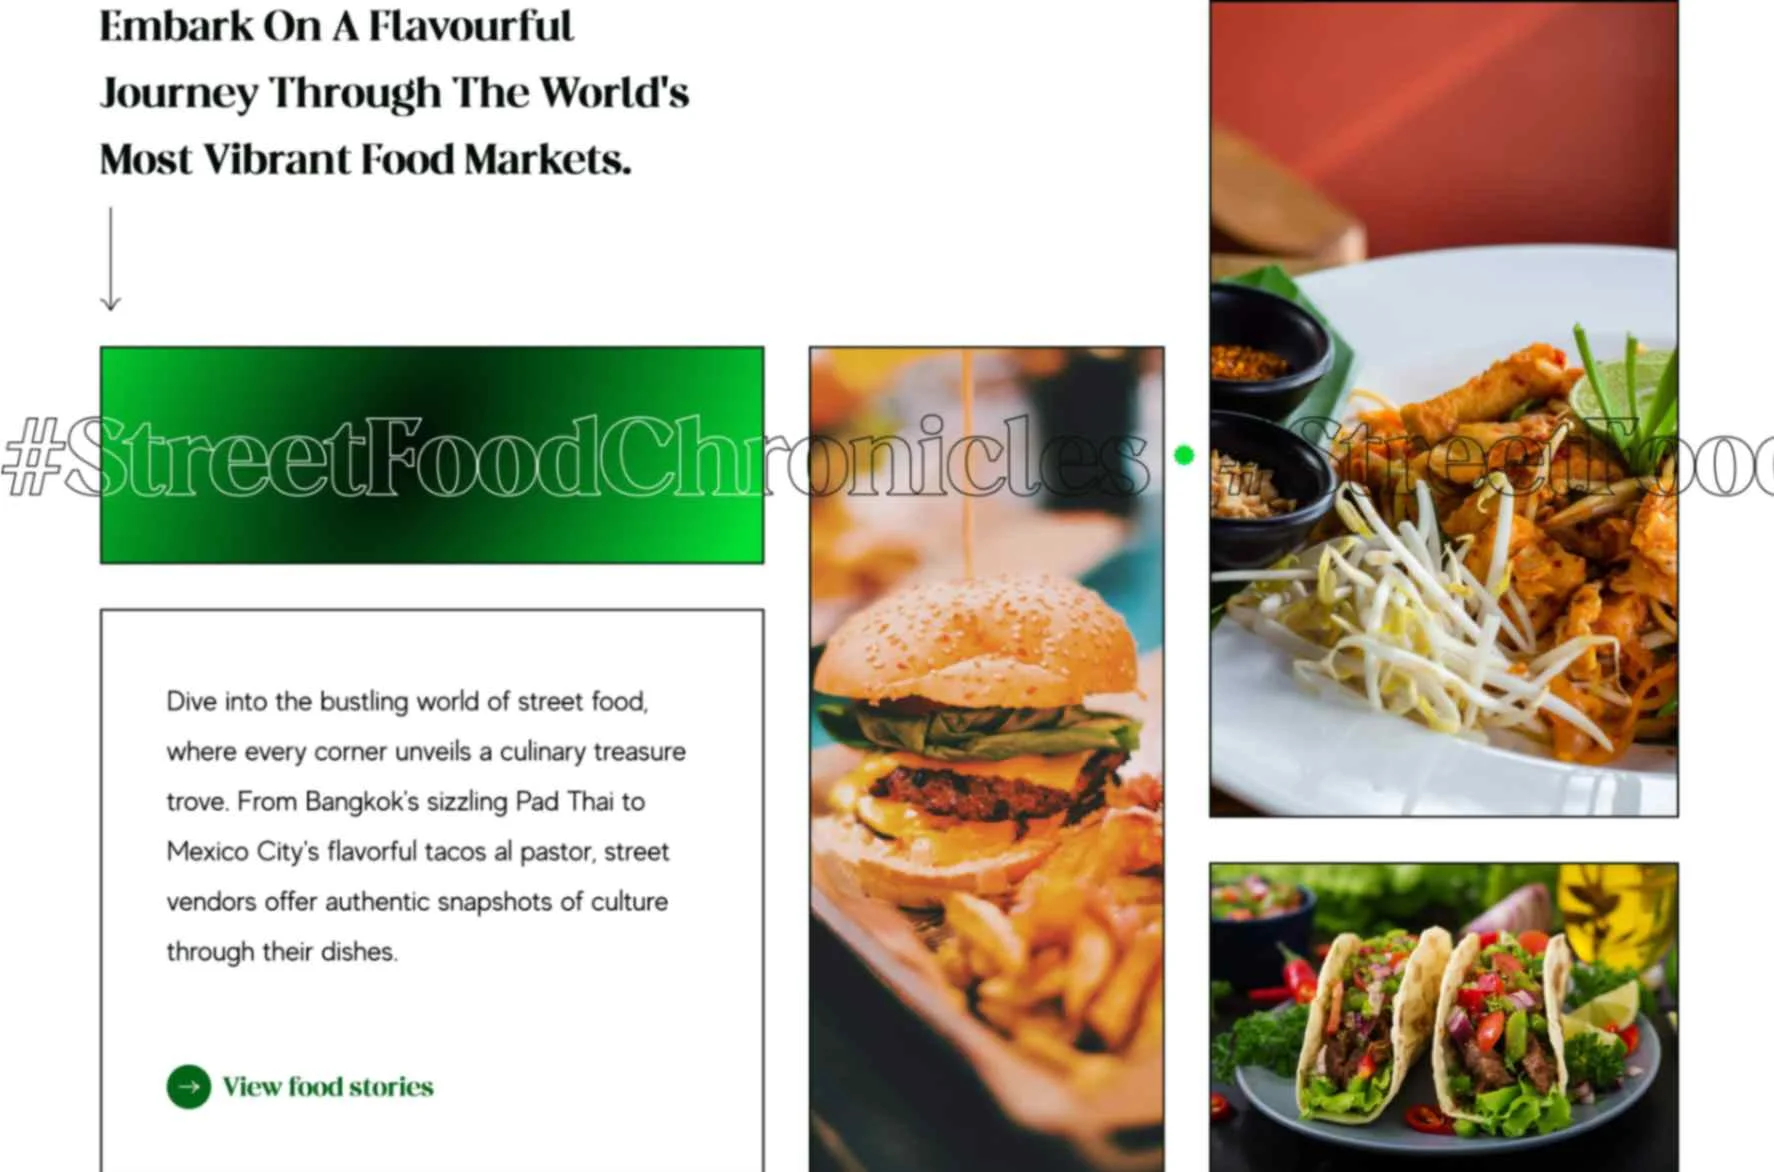 Embark On A Flavourful
Journey Through The World's
Most Vibrant Food Markets.
#StreetFoodChronicles • #StreetFood
Dive into the bustling world of street food,
where every corner unveils a culinary treasure
trove. From Bangkok's sizzling Pad Thai to
Mexico City's flavorful tacos al pastor, street
vendors offer authentic snapshots of culture
through their dishes.
View food stories